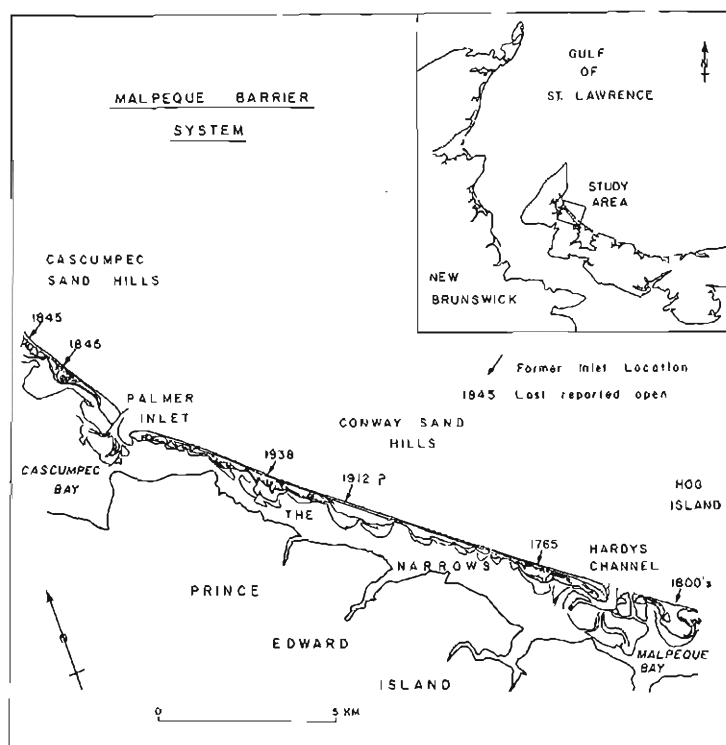 MALPEQUE BARRIER
SYSTEM
GULF
OF
ST. LAWRENCE
N
STUDY
AREA
NEW
BRUNSWICK
CASCUMPEC
SAND HILLS
Former Inlet Location
1845 Last reported open
1845
1846
PALMER
INLET
CONWAY SAND
HILLS
CASCUMPEC
BAY
1938
1912 ?
HOG
ISLAND
THE
NARROWS
1765
HARDYS
CHANNEL
1800's
PRINCE
EDWARD
ISLAND
MALPEQUE
BAY
0 5 KM